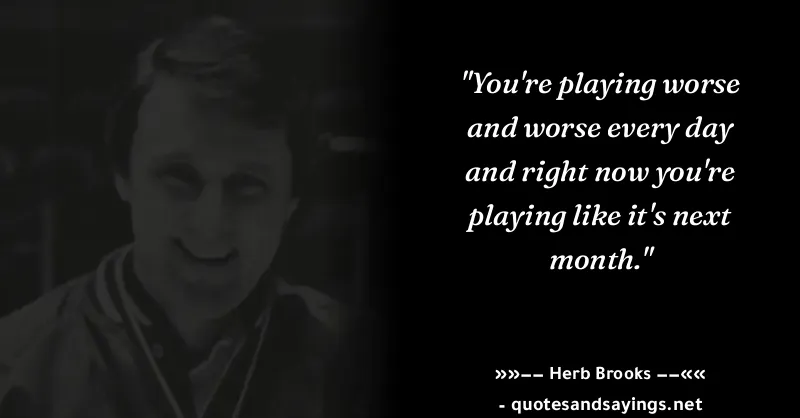 "You're playing worse
and worse every day
and right now you're
playing like it's next
month."
»»—— Herb Brooks ——««
- quotesandsayings.net